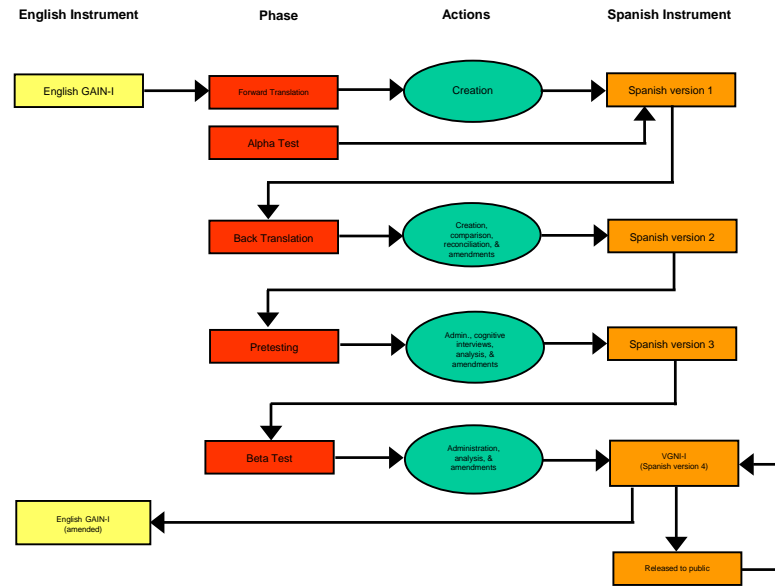 English Instrument
Phase
Actions
Spanish Instrument
English GAIN-I
Forward Translation
Creation
Spanish version 1
Alpha Test
Back Translation
Creation,
comparison,
reconciliation, &
amendments
Spanish version 2
Pretesting
Admin., cognitive
interviews,
analysis, &
amendments
Spanish version 3
Beta Test
Administration,
analysis, &
amendments
VGNI-I
(Spanish version 4)
English GAIN-I
(amended)
Released to public